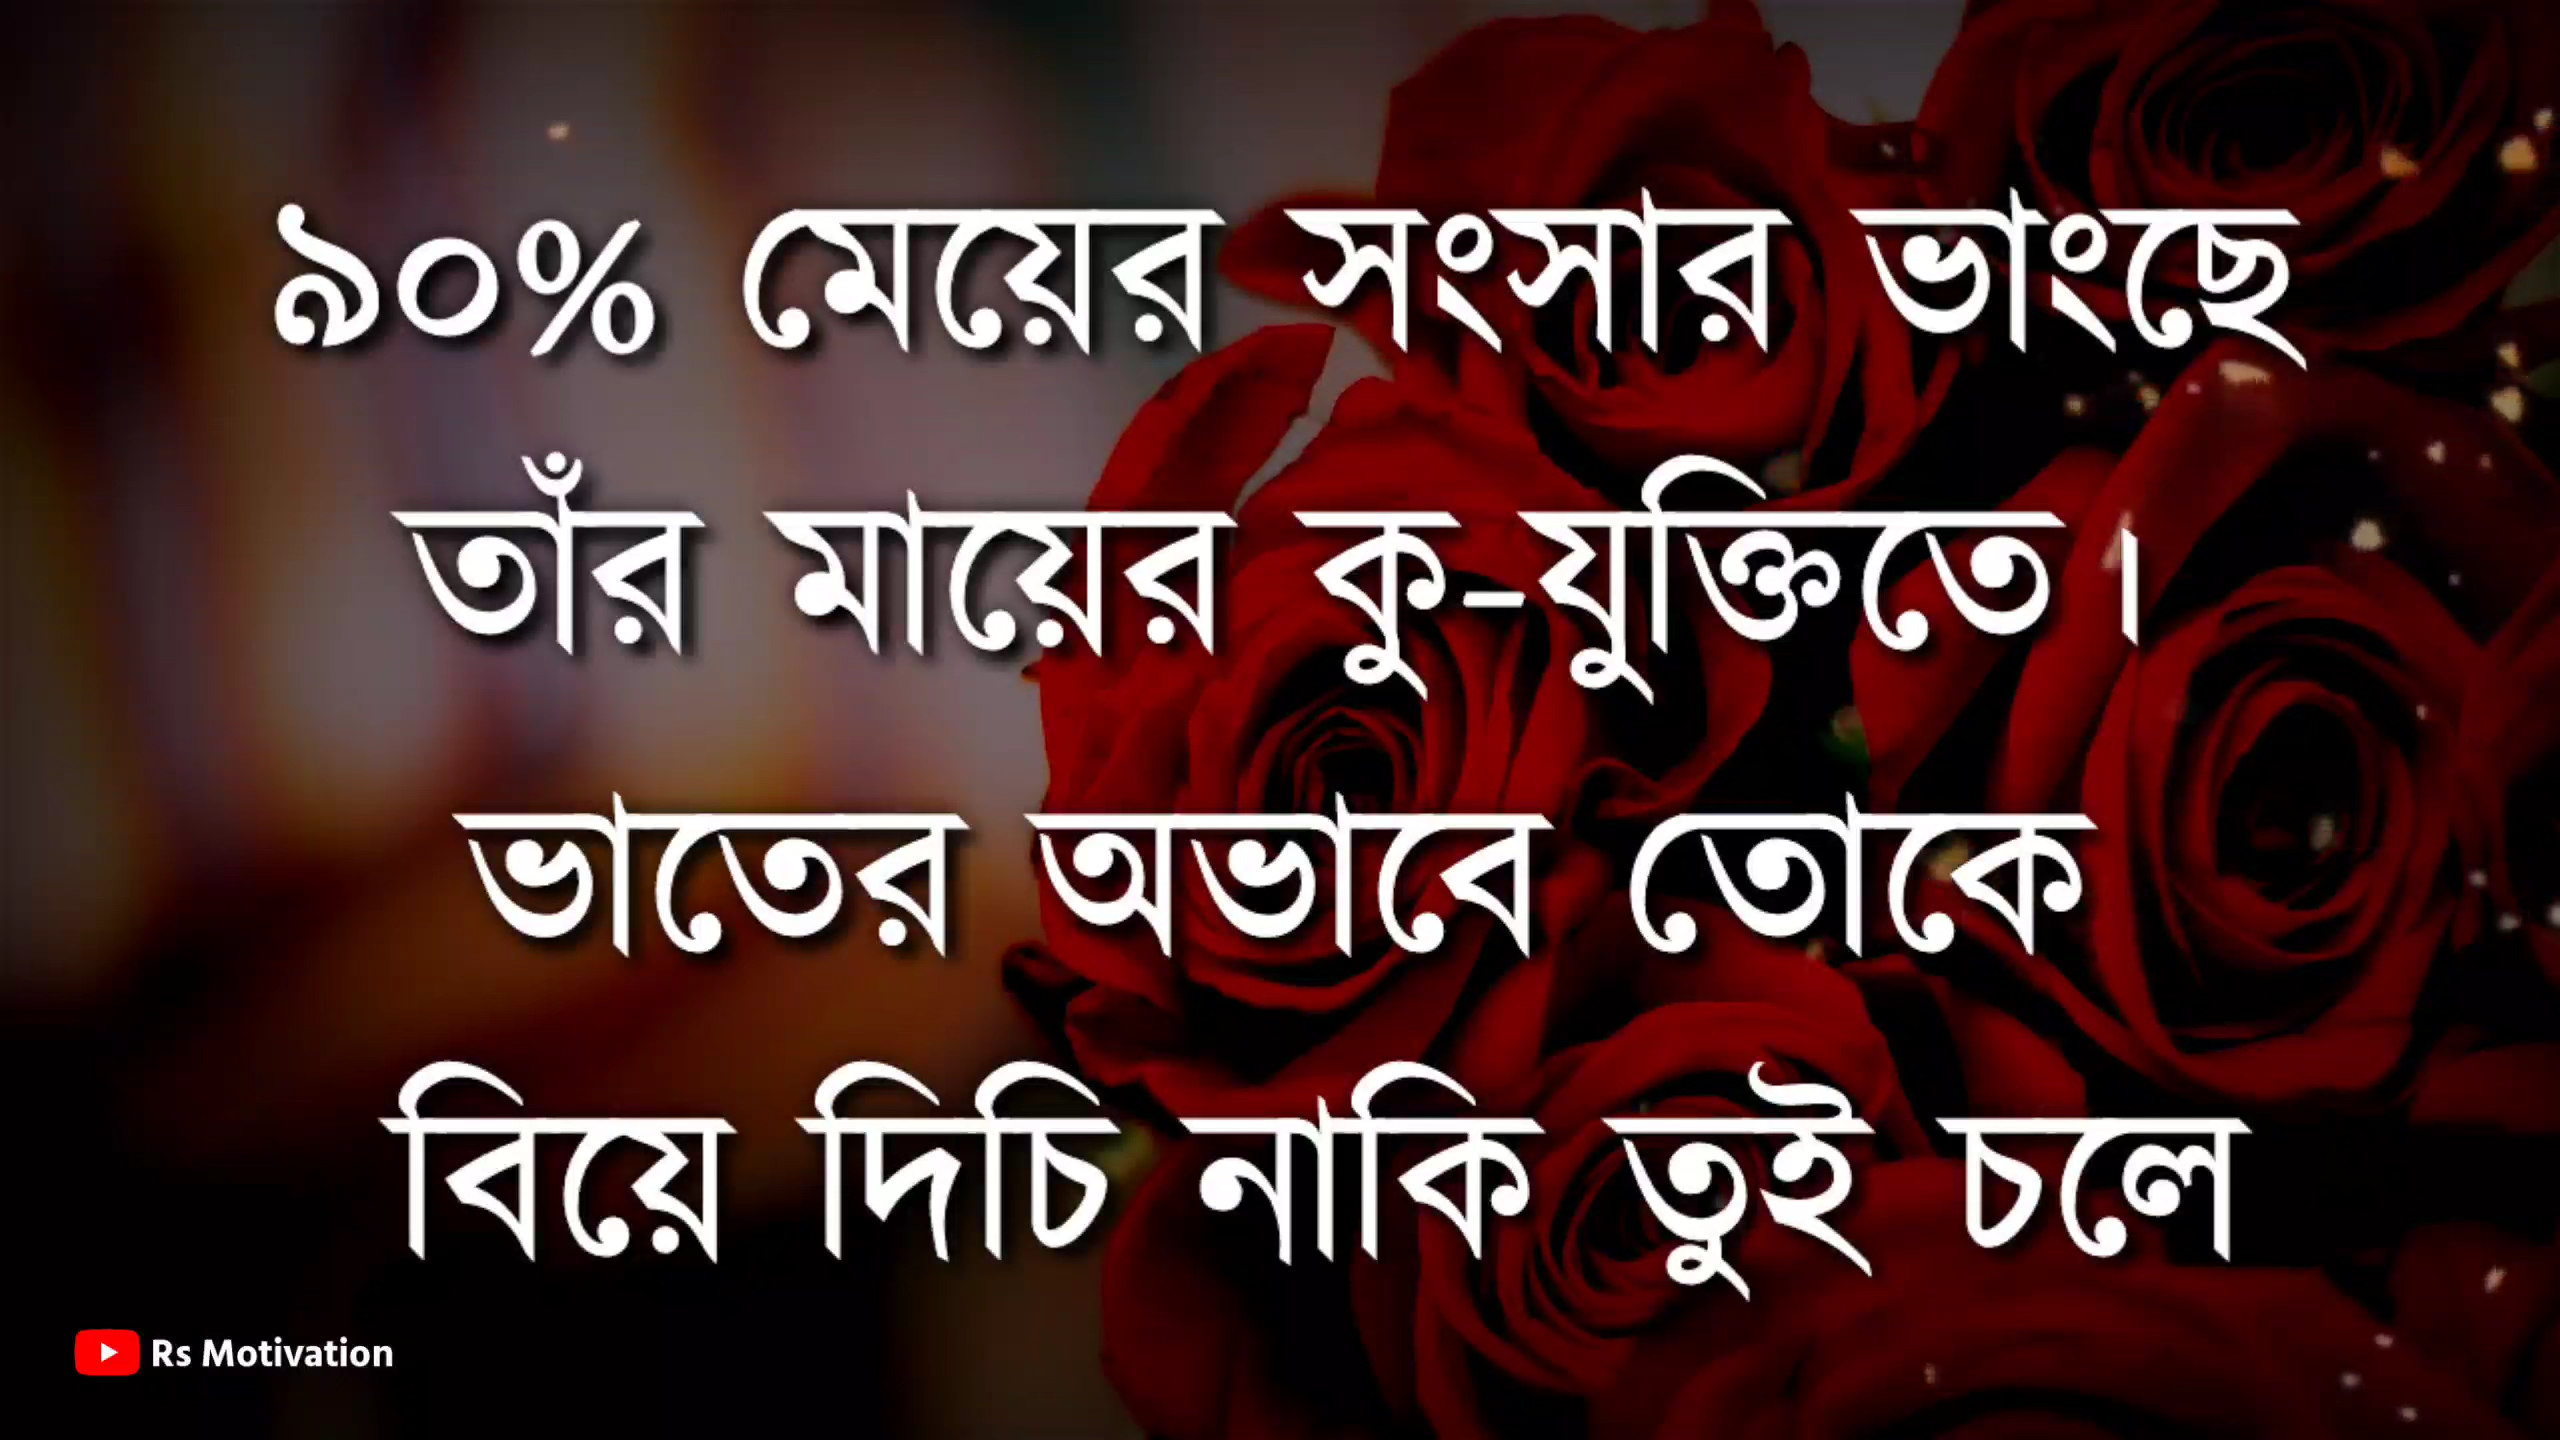 ৯০% মেয়ের সংসার ভাংছে
তাঁর মায়ের কু-যুক্তিতে।
ভাতের অভাবে তোকে
বিয়ে দিচি নাকি তুই চলে
Rs Motivation